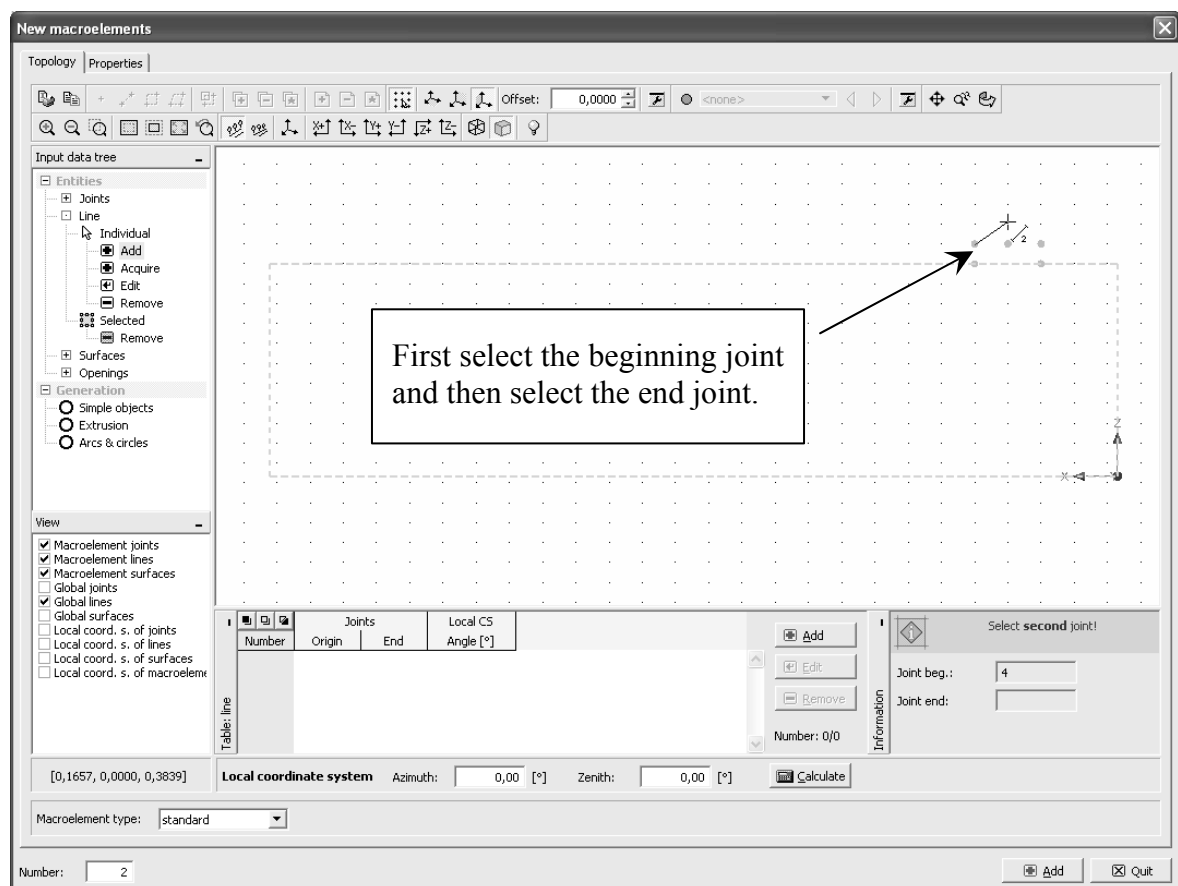 New macroelements
Topology Properties
Offset: 0,0000 <none>
X+ X- Y+ Y- Z+ Z-
Input data tree
Entities
Joints
Line
Individual
Add
Acquire
Edit
Remove
Selected
Remove
Surfaces
Openings
Generation
Simple objects
Extrusion
Arcs & circles
2
First select the beginning joint
and then select the end joint.
Z
X
View
Macroelement joints
Macroelement lines
Macroelement surfaces
Global joints
Global lines
Global surfaces
Local coord. s. of joints
Local coord. s. of lines
Local coord. s. of surfaces
Local coord. s. of macroeleme
Table: line
Joints Local CS
Number Origin End Angle [°]
Add
Edit
Remove
Number: 0/0
Information
Select second joint!
Joint beg.: 4
Joint end:
[0,1657, 0,0000, 0,3839]
Local coordinate system Azimuth: 0,00 [°] Zenith: 0,00 [°] Calculate
Macroelement type: standard
Number: 2
Add Quit